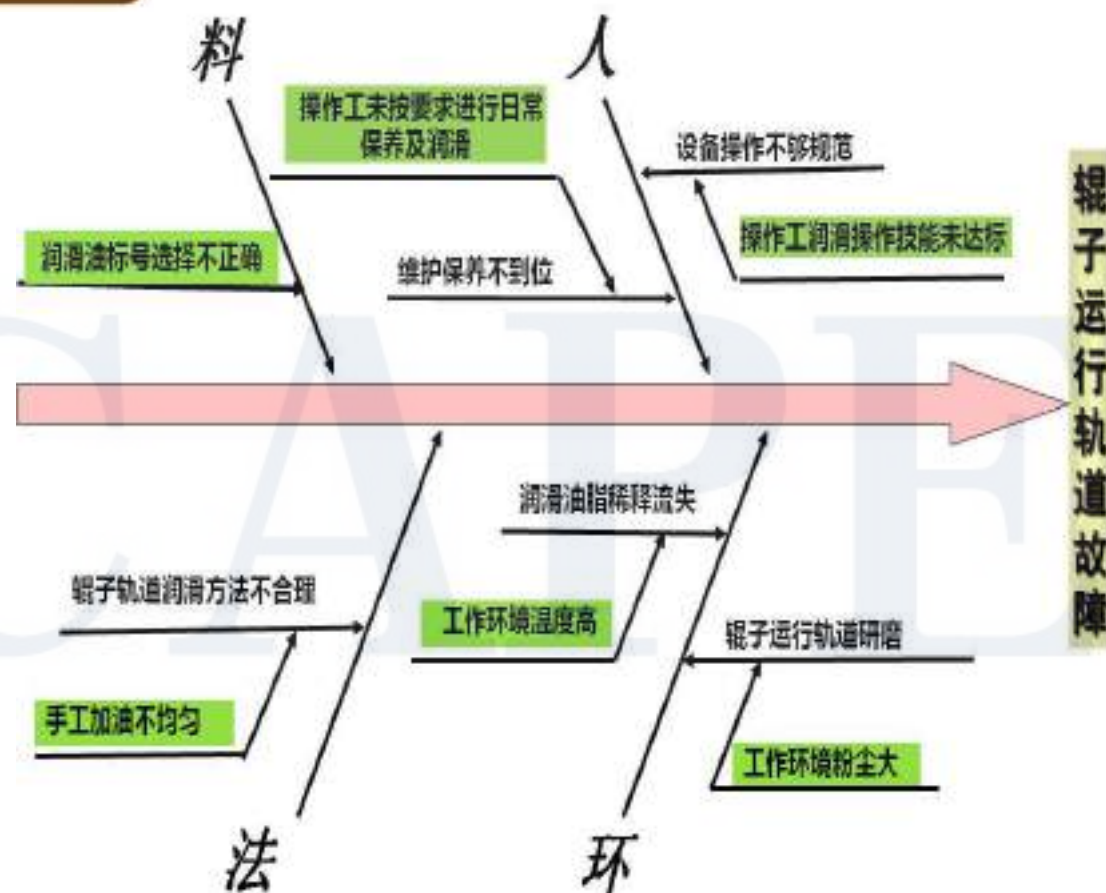 料
人
操作工未按要求进行日常
保养及润滑
设备操作不够规范
操作工润滑操作技能未达标
润滑油标号选择不正确
维护保养不到位
辊子运行轨道故障
润滑油脂稀释流失
辊子轨道润滑方法不合理
工作环境温度高
辊子运行轨道研磨
手工加油不均匀
工作环境粉尘大
法
环
CAPE